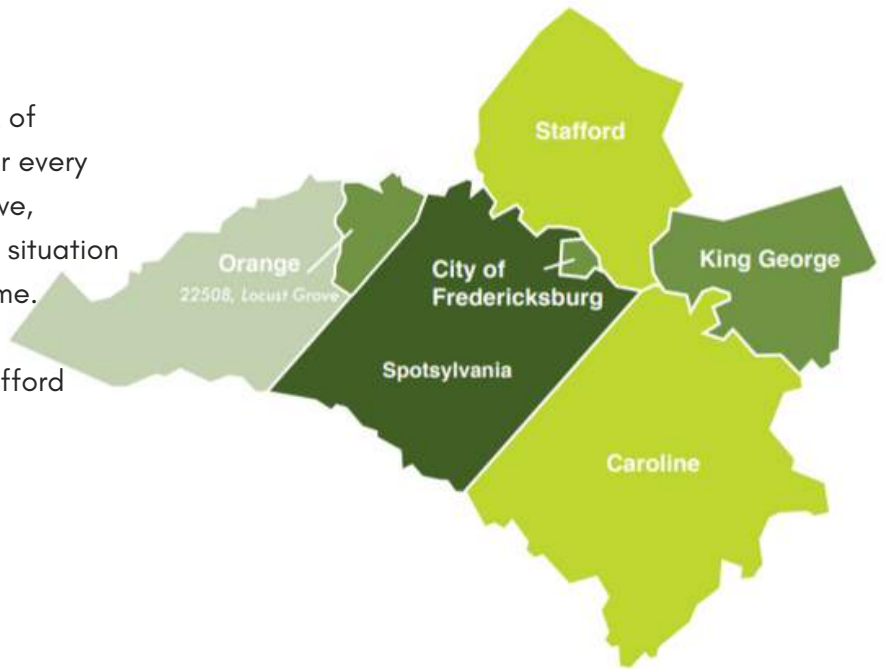 of
r every
ve,
situation
me.
fford
Stafford
King George
Orange
22508, Locust Grove
City of
Fredericksburg
Spotsylvania
Caroline